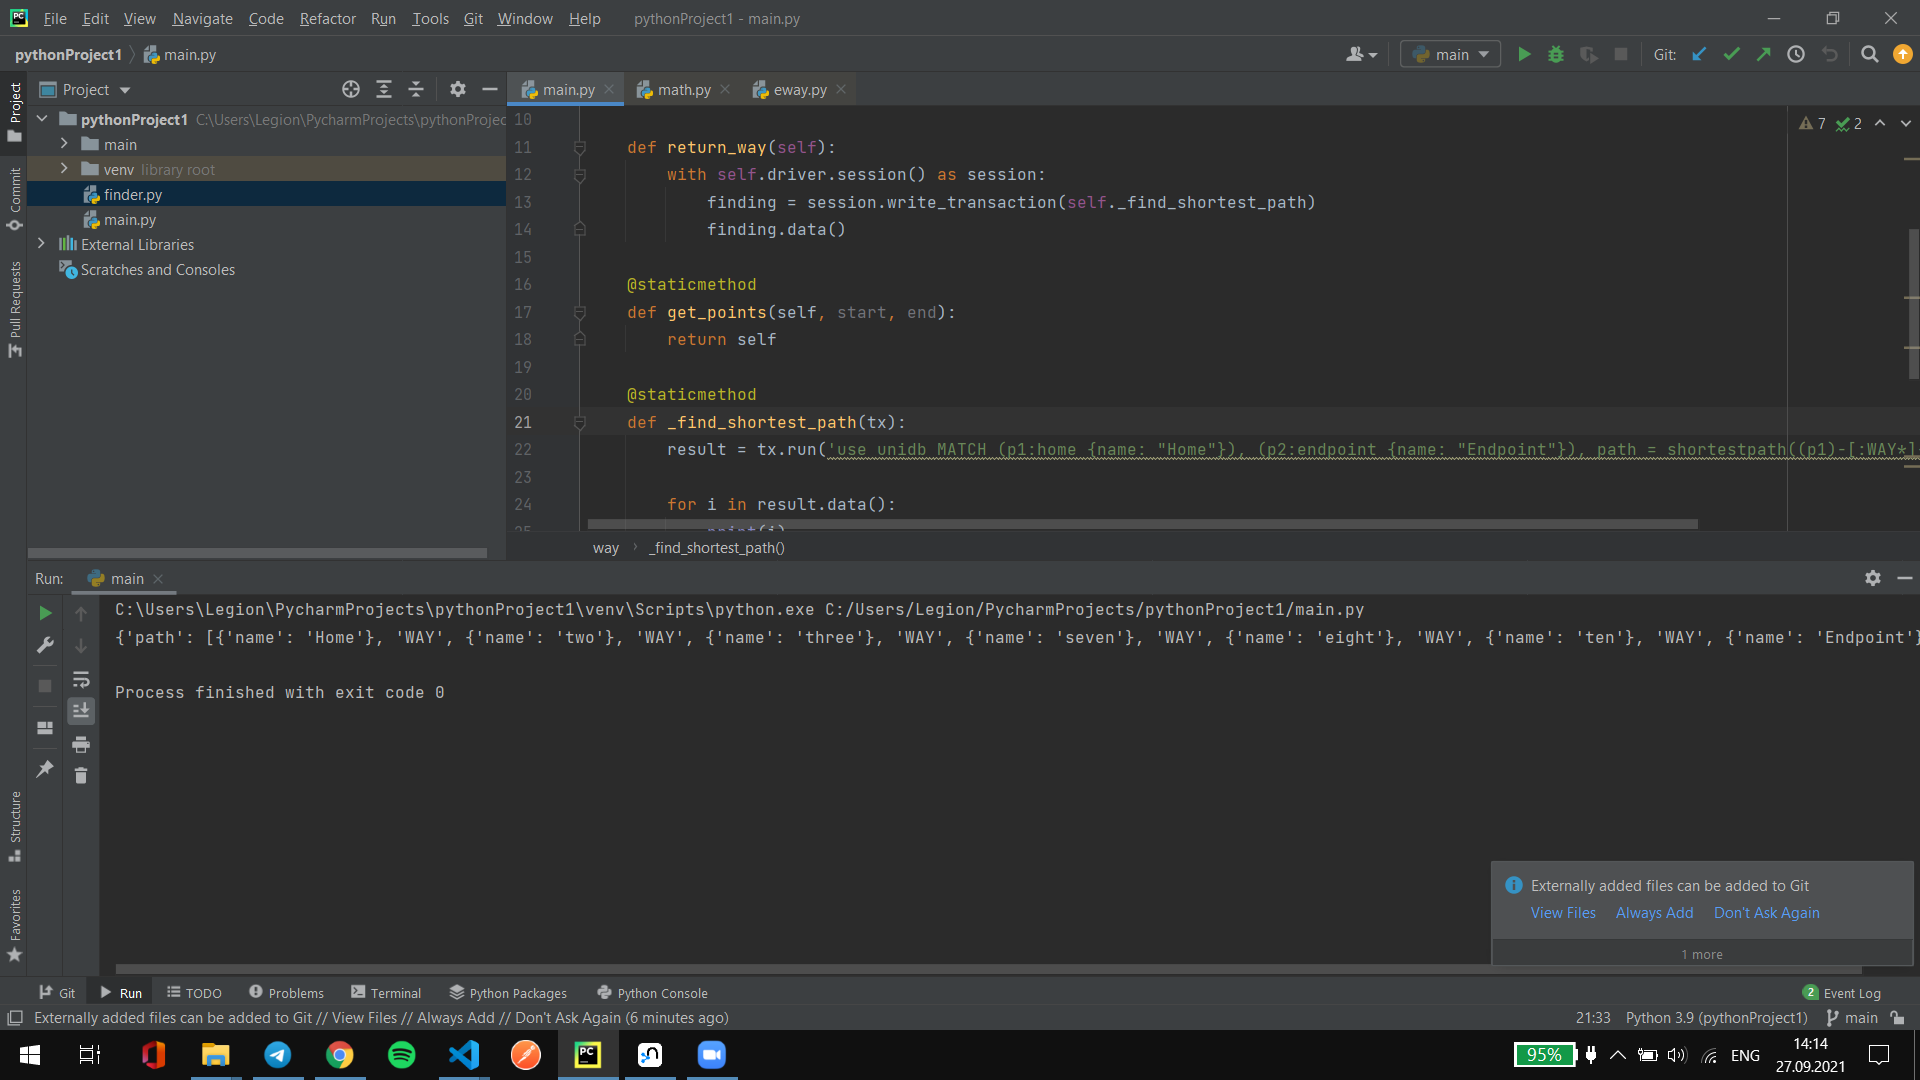 File Edit View Navigate Code Refactor Run Tools Git Window Help pythonProject1 - main.py
pythonProject1 main.py main Git:
Project main.py math.py eway.py
pythonProject1 C:\Users\Legion\PycharmProjects\pythonProjec
main
venv library root
finder.py
main.py
External Libraries
Scratches and Consoles
Project
Commit
Pull Requests
Structure
Favorites
7 2
10
11 def return_way(self):
12 with self.driver.session() as session:
13 finding = session.write_transaction(self._find_shortest_path)
14 finding.data()
15
16 @staticmethod
17 def get_points(self, start, end):
18 return self
19
20 @staticmethod
21 def _find_shortest_path(tx):
22 result = tx.run('use unidb MATCH (p1:home {name: "Home"}), (p2:endpoint {name: "Endpoint"}), path = shortestpath((p1)-[:WAY*]
23
24 for i in result.data():
25 print(i)
way _find_shortest_path()
Run: main
C:\Users\Legion\PycharmProjects\pythonProject1\venv\Scripts\python.exe C:/Users/Legion/PycharmProjects/pythonProject1/main.py
{'path': [{'name': 'Home'}, 'WAY', {'name': 'two'}, 'WAY', {'name': 'three'}, 'WAY', {'name': 'seven'}, 'WAY', {'name': 'eight'}, 'WAY', {'name': 'ten'}, 'WAY', {'name': 'Endpoint'}
Process finished with exit code 0
Externally added files can be added to Git
View Files Always Add Don't Ask Again
1 more
Git Run TODO Problems Terminal Python Packages Python Console 2 Event Log
Externally added files can be added to Git // View Files // Always Add // Don't Ask Again (6 minutes ago) 21:33 Python 3.9 (pythonProject1) main
95% ENG 14:14
27.09.2021